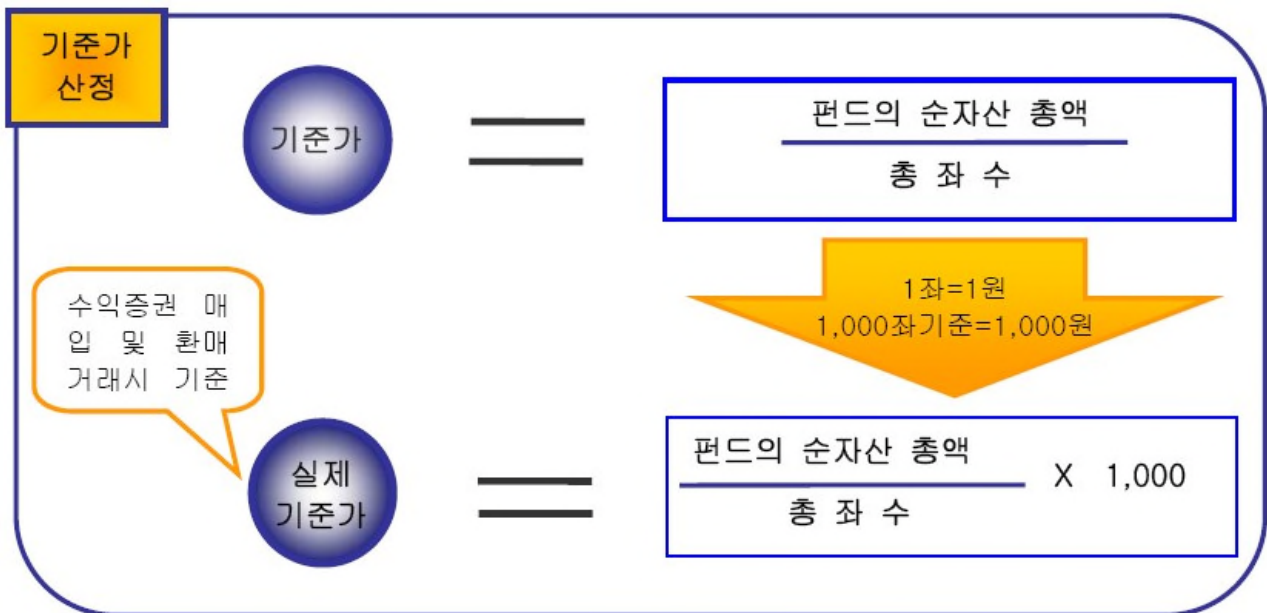 기준가
산정
기준가
펀드의 순자산 총액
총 좌 수
1좌=1원
1,000좌기준=1,000원
수익증권 매
입 및 환매
거래시 기준
실제
기준가
펀드의 순자산 총액
총 좌 수
X 1,000